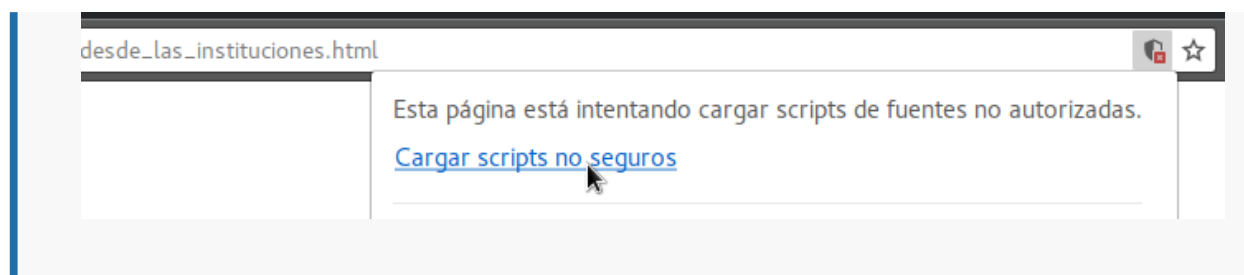 desde_las_instituciones.html
Esta página está intentando cargar scripts de fuentes no autorizadas.
Cargar scripts no seguros